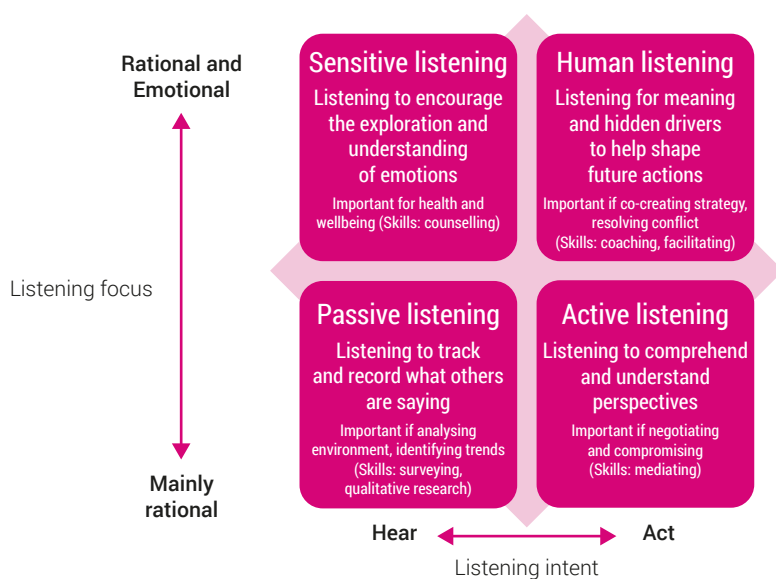 Rational and
Emotional
Listening focus
Mainly
rational
Sensitive listening
Listening to encourage
the exploration and
understanding
of emotions
Important for health and
wellbeing (Skills: counselling)
Human listening
Listening for meaning
and hidden drivers
to help shape
future actions
Important if co-creating strategy,
resolving conflict
(Skills: coaching, facilitating)
Passive listening
Listening to track
and record what others
are saying
Important if analysing
environment, identifying trends
(Skills: surveying,
qualitative research)
Active listening
Listening to comprehend
and understand
perspectives
Important if negotiating
and compromising
(Skills: mediating)
Hear
Act
Listening intent